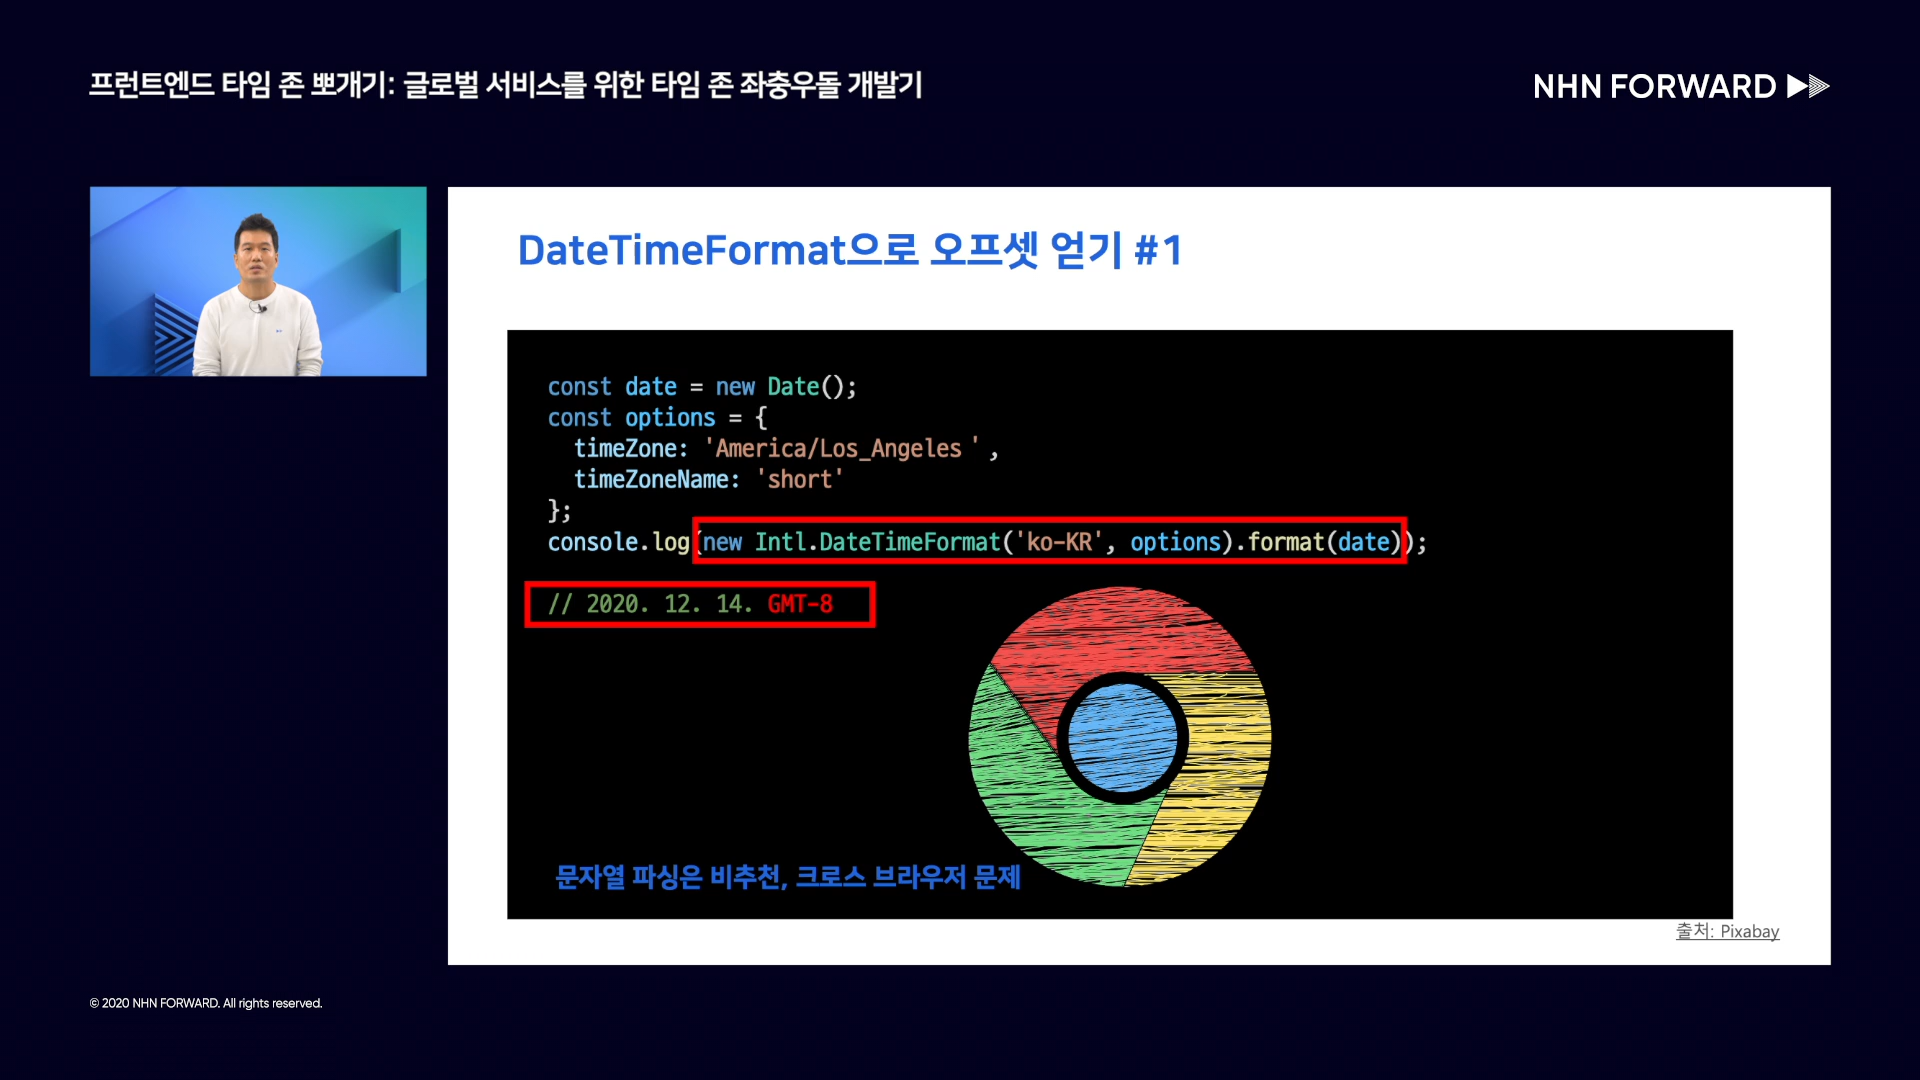 프런트엔드 타임 존 뽀개기: 글로벌 서비스를 위한 타임 존 좌충우돌 개발기
NHN FORWARD
DateTimeFormat으로 오프셋 얻기 #1
const date = new Date();
const options = {
timeZone: 'America/Los_Angeles ' ,
timeZoneName: 'short'
};
console.log(new Intl.DateTimeFormat('ko-KR', options).format(date));
// 2020. 12. 14. GMT-8
문자열 파싱은 비추천, 크로스 브라우저 문제
출처: Pixabay
© 2020 NHN FORWARD. All rights reserved.